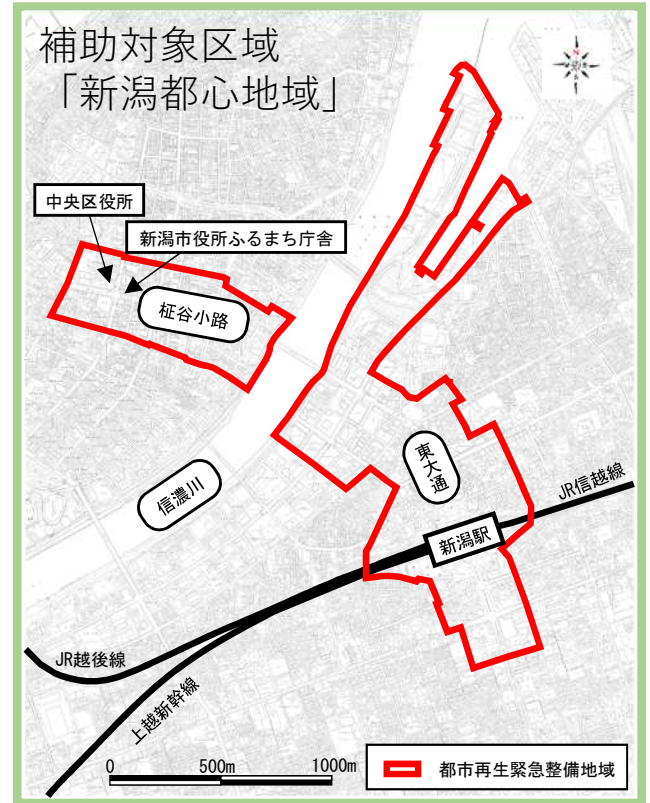 補助対象区域
「新潟都心地域」
N
中央区役所
新潟市役所ふるまち庁舎
柾谷小路
東大通
信濃川
JR信越線
新潟駅
JR越後線
上越新幹線
0 500m 1000m
都市再生緊急整備地域